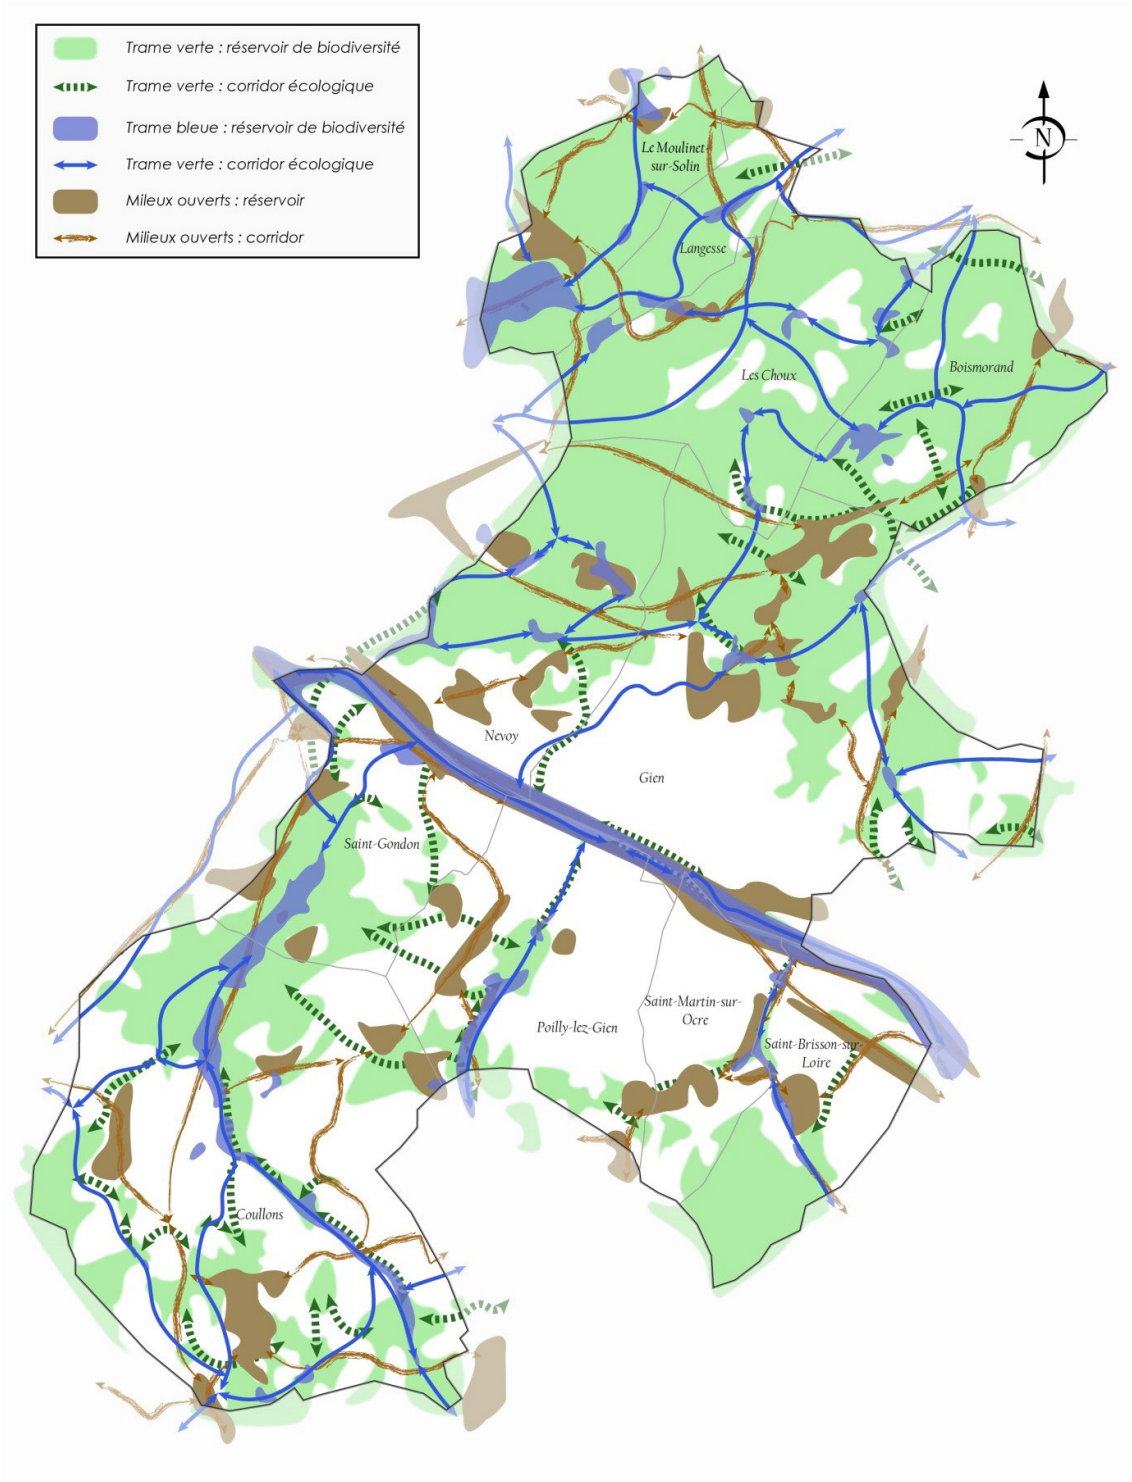 Trame verte : réservoir de biodiversité
Trame verte : corridor écologique
Trame bleue : réservoir de biodiversité
Trame verte : corridor écologique
Mileux ouverts : réservoir
Milieux ouverts : corridor
N
Le Moulinet-
sur-Solin
Langesse
Les Choux
Boismorand
Nevoy
Gien
Saint-Gondon
Poilly-lez-Gien
Saint-Martin-sur-
Ocre
Saint-Brisson-sur-
Loire
Coullons